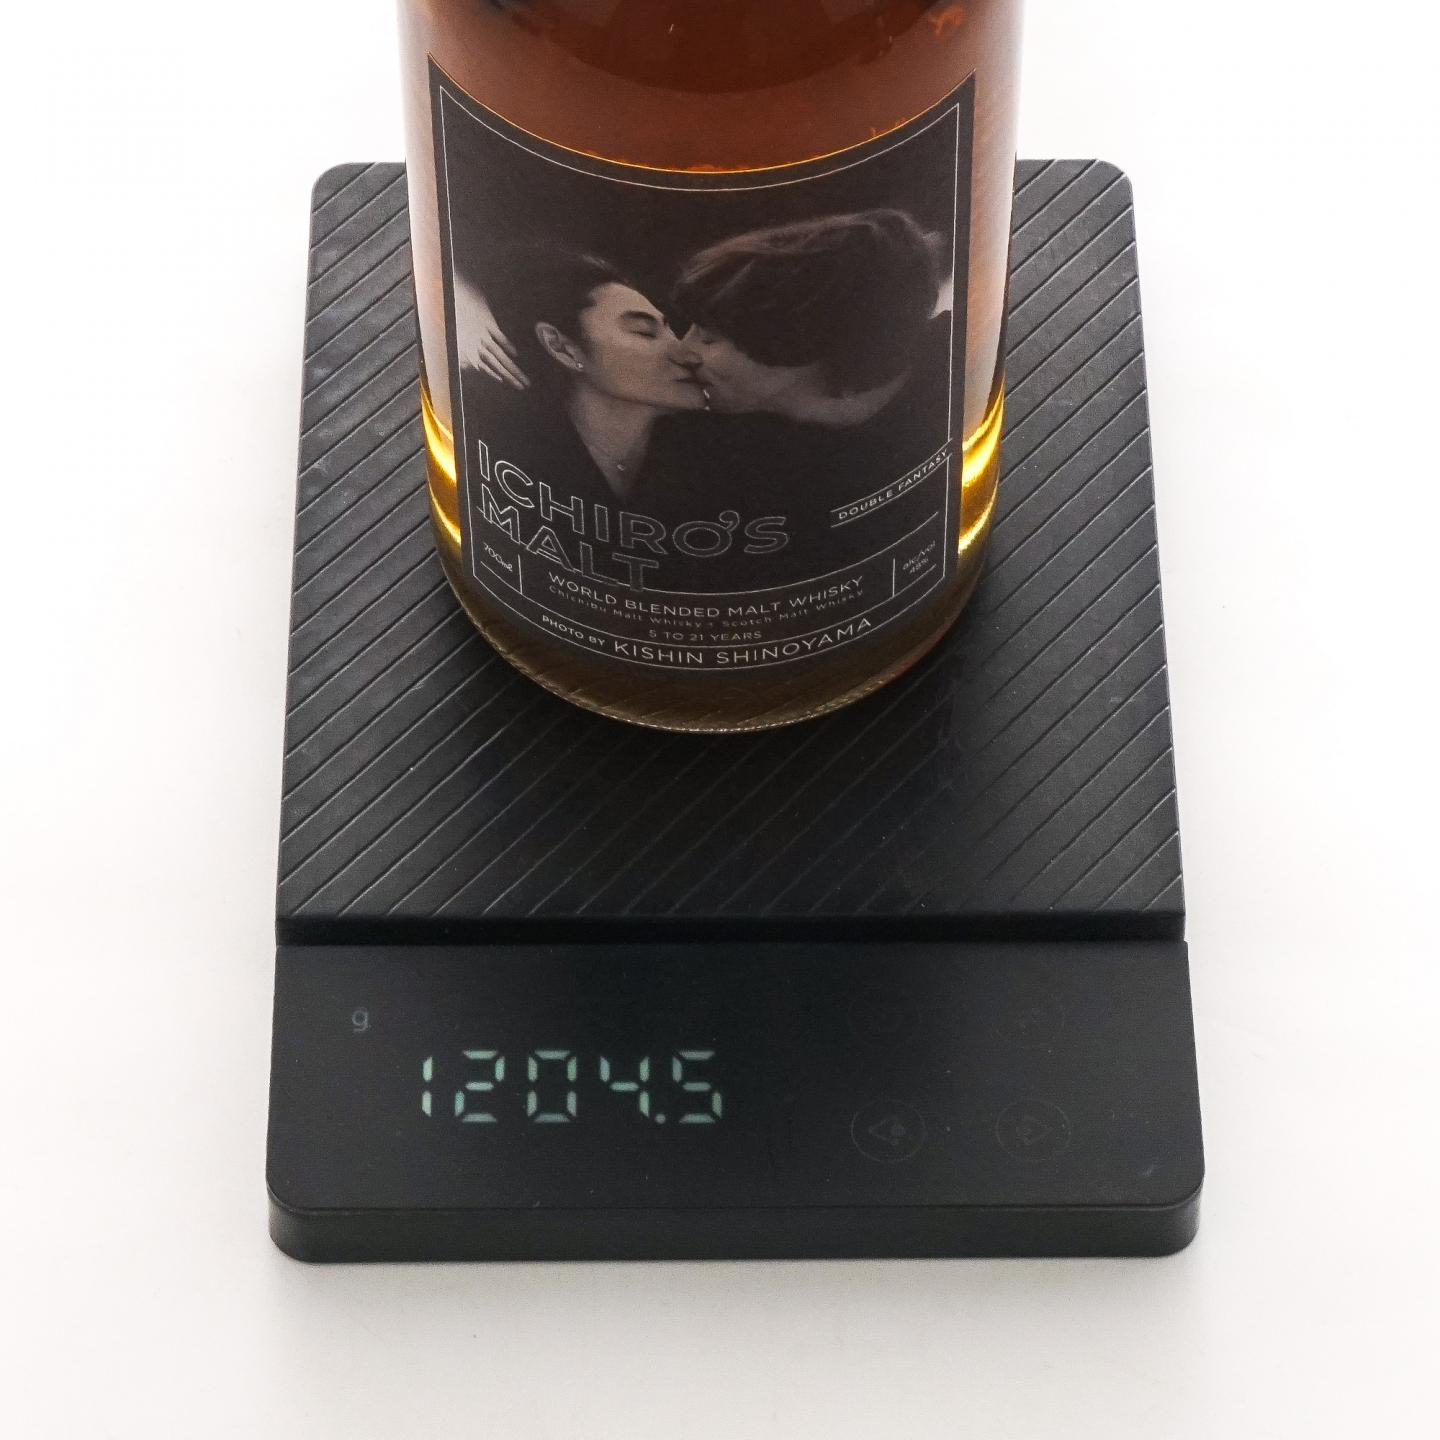 ICHIRO'S
MALT
DOUBLE FANTASY
700ml
alc/vol
48%
WORLD BLENDED MALT WHISKY
Chichibu Malt Whisky + Scotch Malt Whisky
5 TO 21 YEARS
PHOTO BY KISHIN SHINOYAMA
g
1204.5